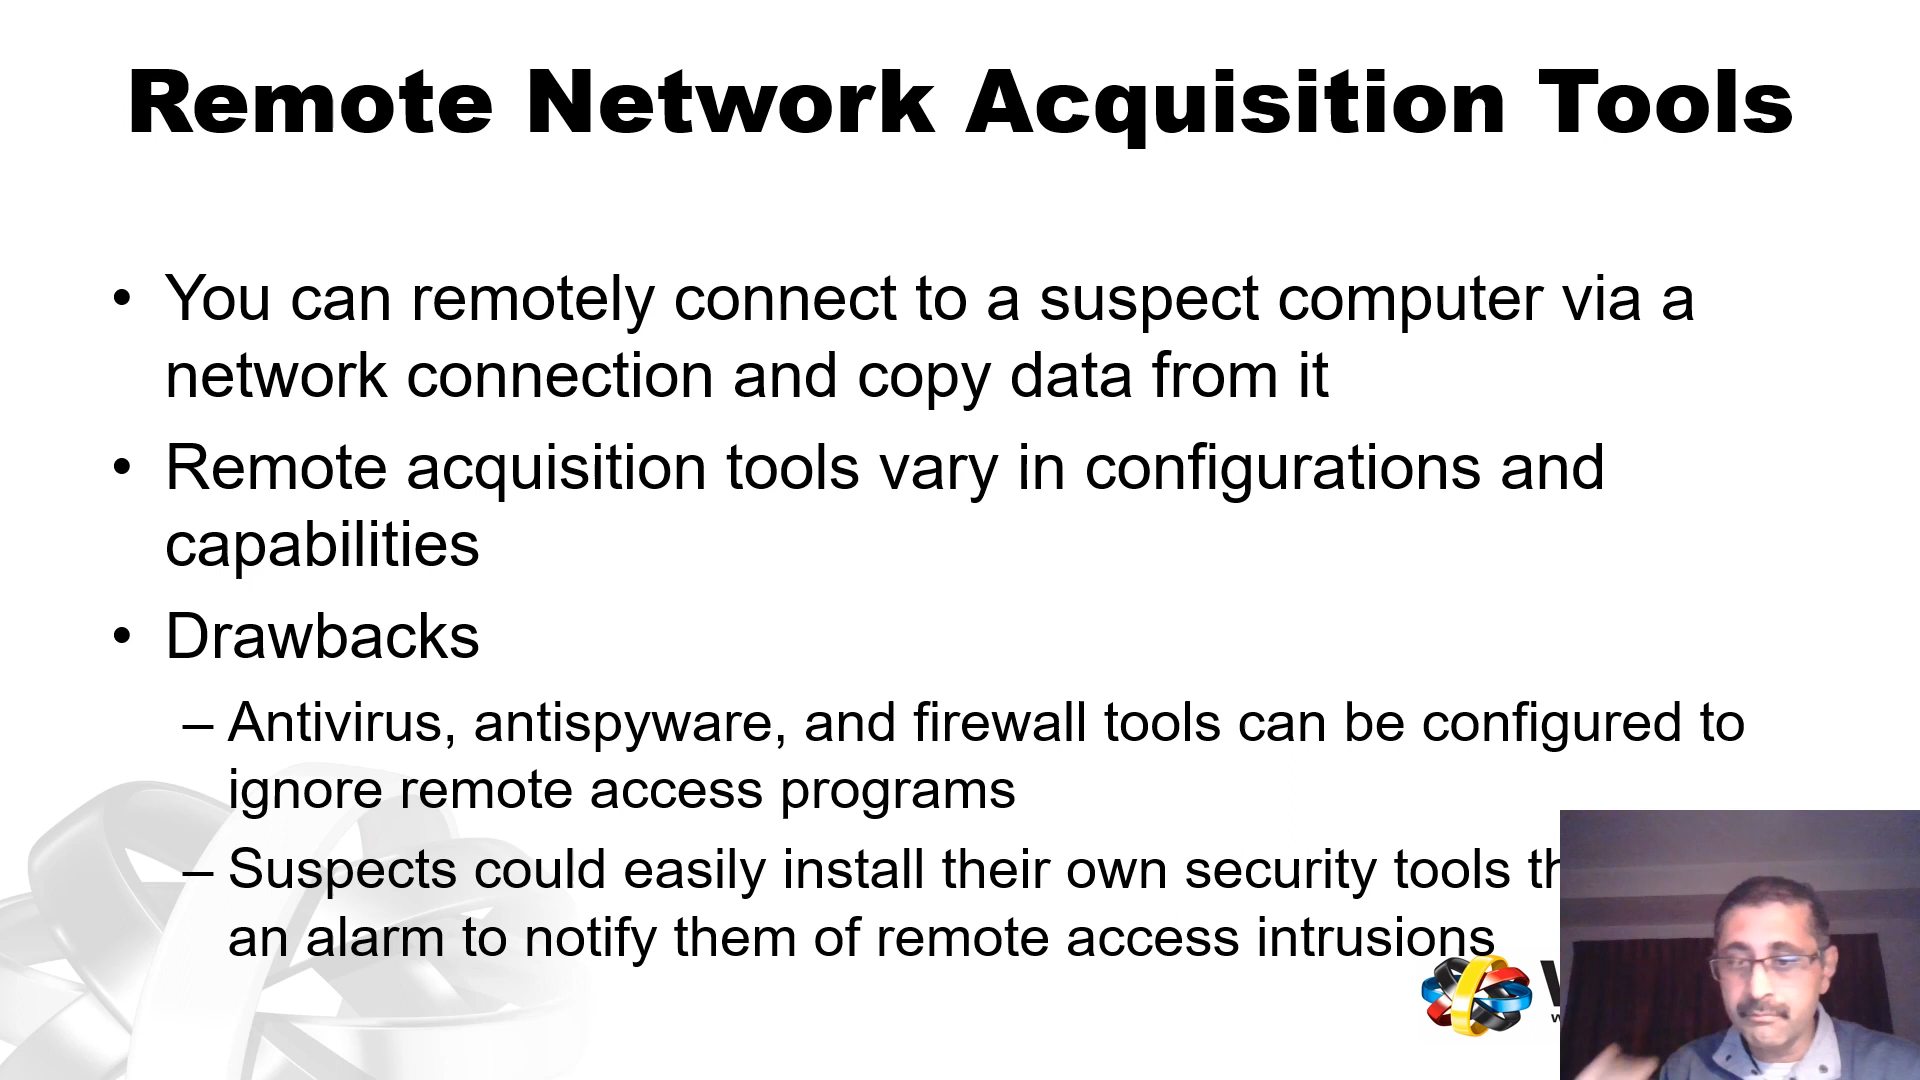 Remote Network Acquisition Tools
• You can remotely connect to a suspect computer via a
network connection and copy data from it
• Remote acquisition tools vary in configurations and
capabilities
• Drawbacks
– Antivirus, antispyware, and firewall tools can be configured to
ignore remote access programs
– Suspects could easily install their own security tools
an alarm to notify them of remote access intrusions